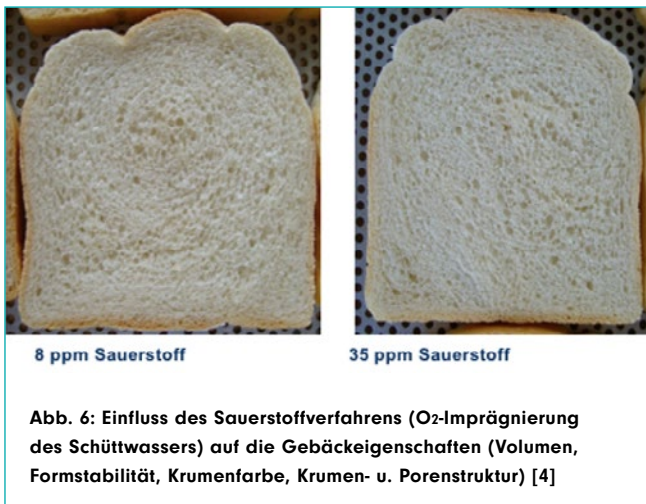 8 ppm Sauerstoff
35 ppm Sauerstoff
Abb. 6: Einfluss des Sauerstoffverfahrens (O2-Imprägnierung
des Schüttwassers) auf die Gebäckeigenschaften (Volumen,
Formstabilität, Krumenfarbe, Krumen- u. Porenstruktur) [4]